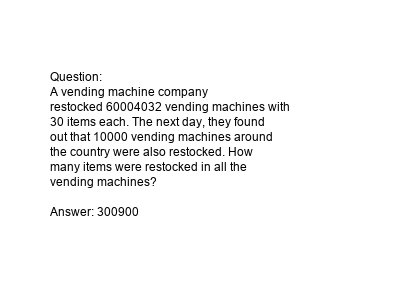 Question:
A vending machine company
restocked 60004032 vending machines with
30 items each. The next day, they found
out that 10000 vending machines around
the country were also restocked. How
many items were restocked in all the
vending machines?
Answer: 300900